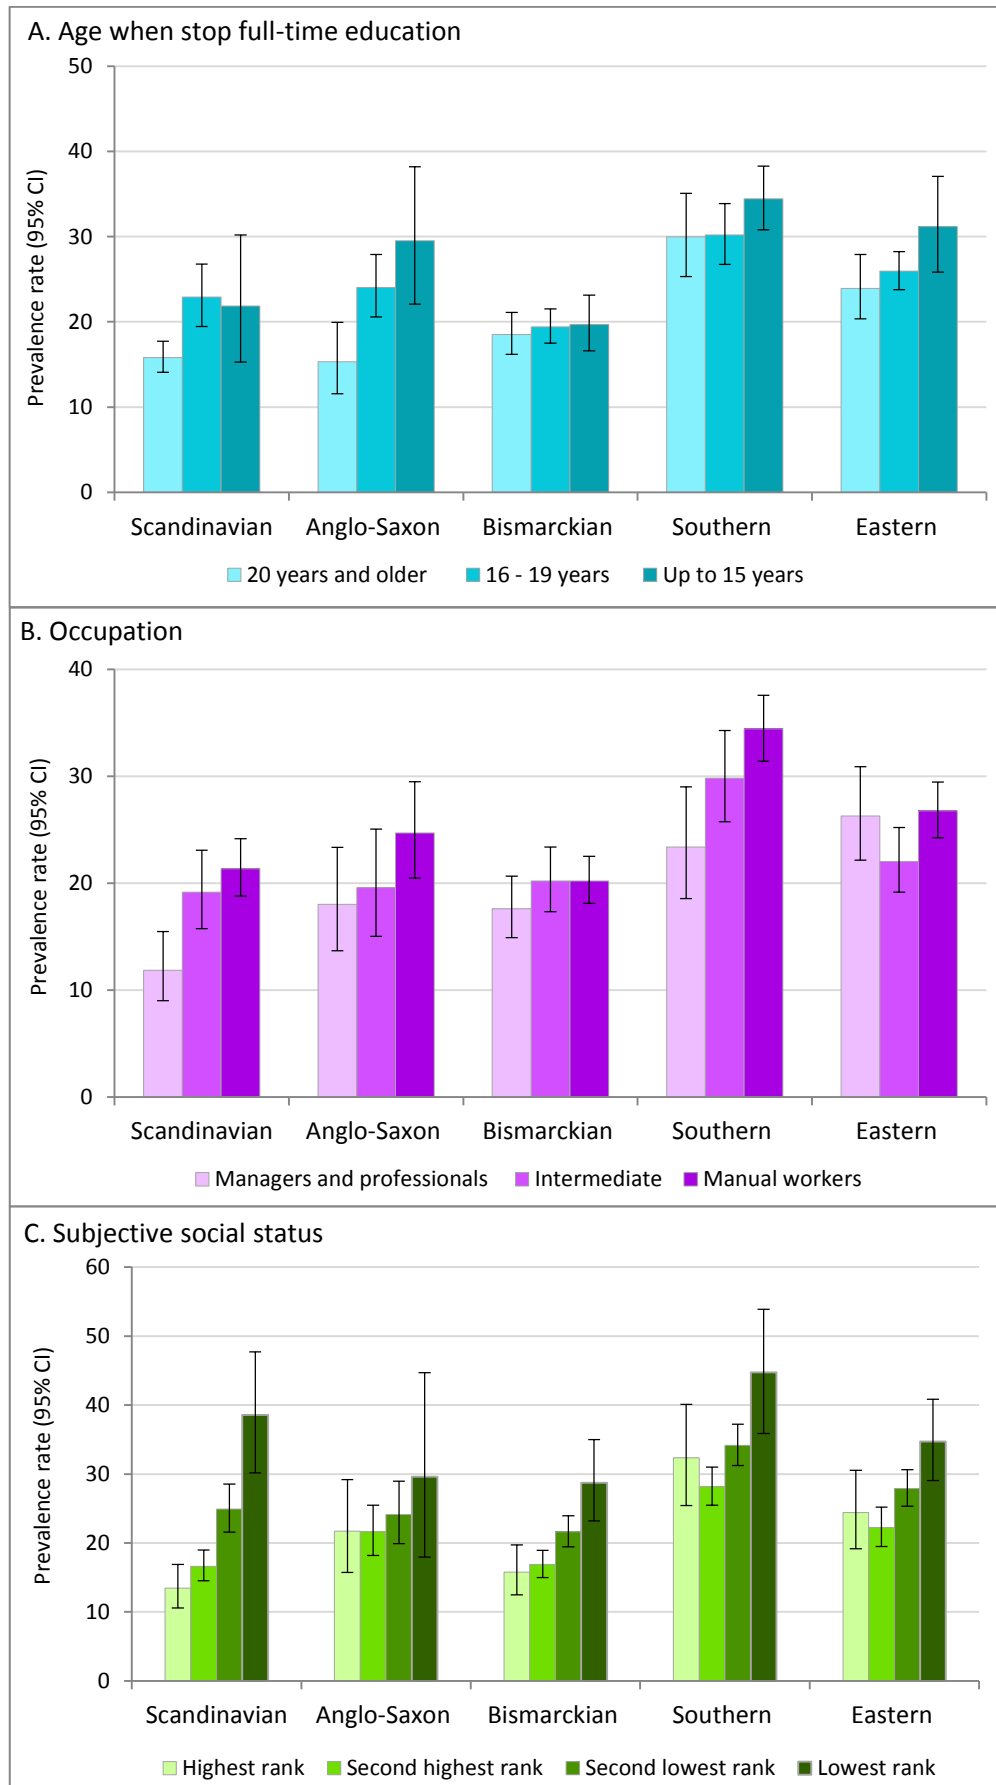 A. Age when stop full-time education
50
40
30
20
10
0
Prevalence rate (95% CI)
Scandinavian Anglo-Saxon Bismarckian Southern Eastern
20 years and older 16 - 19 years Up to 15 years
B. Occupation
40
30
20
10
0
Prevalence rate (95% CI)
Scandinavian Anglo-Saxon Bismarckian Southern Eastern
Managers and professionals Intermediate Manual workers
C. Subjective social status
60
50
40
30
20
10
0
Prevalence rate (95% CI)
Scandinavian Anglo-Saxon Bismarckian Southern Eastern
Highest rank Second highest rank Second lowest rank Lowest rank